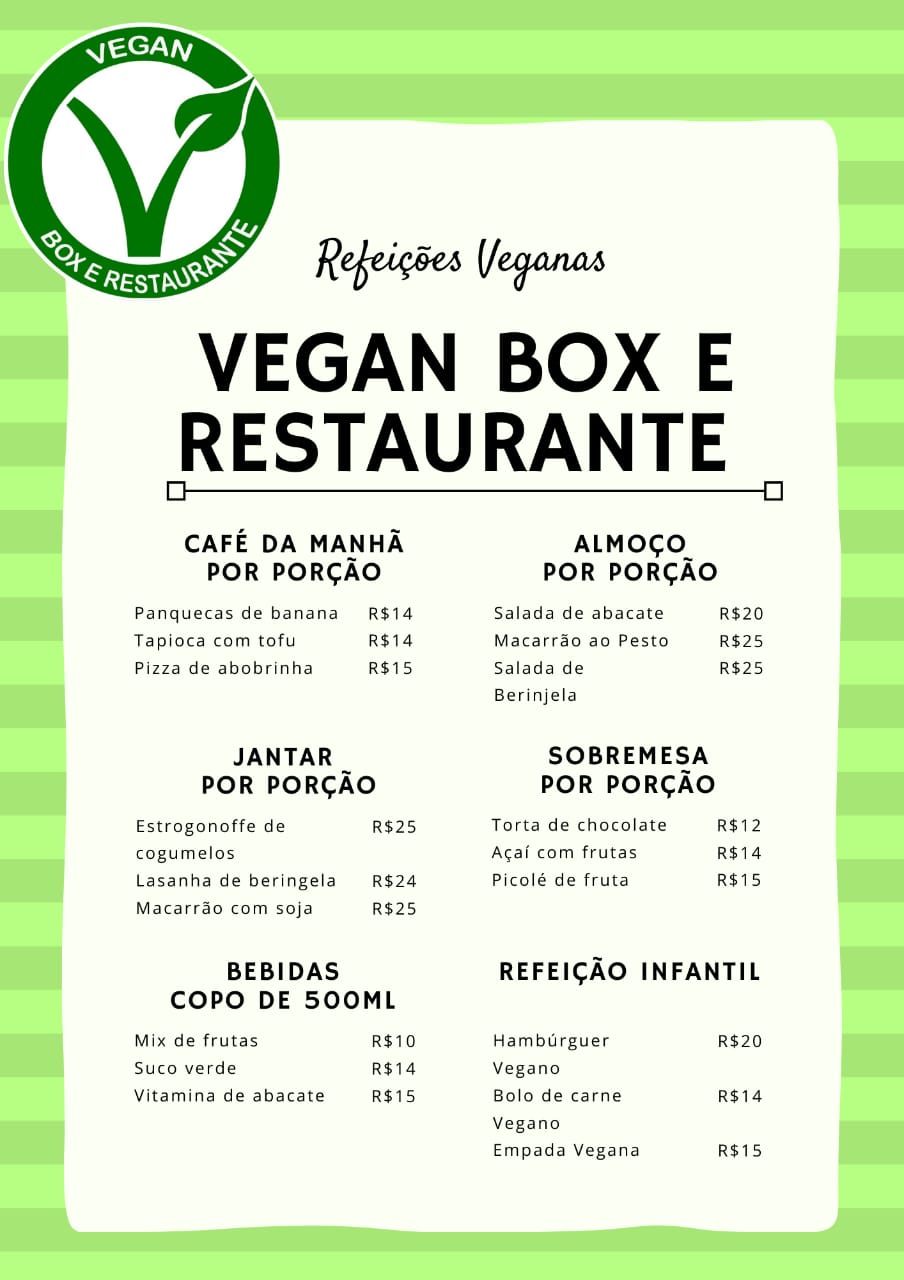 VEGAN
BOX E RESTAURANTE
Refeições Veganas
VEGAN BOX E
RESTAURANTE
CAFÉ DA MANHÃ
POR PORÇÃO
Panquecas de banana R$14
Tapioca com tofu R$14
Pizza de abobrinha R$15
ALMOÇO
POR PORÇÃO
Salada de abacate R$20
Macarrão ao Pesto R$25
Salada de R$25
Berinjela
JANTAR
POR PORÇÃO
Estrogonoffe de R$25
cogumelos
Lasanha de beringela R$24
Macarrão com soja R$25
SOBREMESA
POR PORÇÃO
Torta de chocolate R$12
Açaí com frutas R$14
Picolé de fruta R$15
BEBIDAS
COPO DE 500ML
Mix de frutas R$10
Suco verde R$14
Vitamina de abacate R$15
REFEIÇÃO INFANTIL
Hambúrguer R$20
Vegano
Bolo de carne R$14
Vegano
Empada Vegana R$15